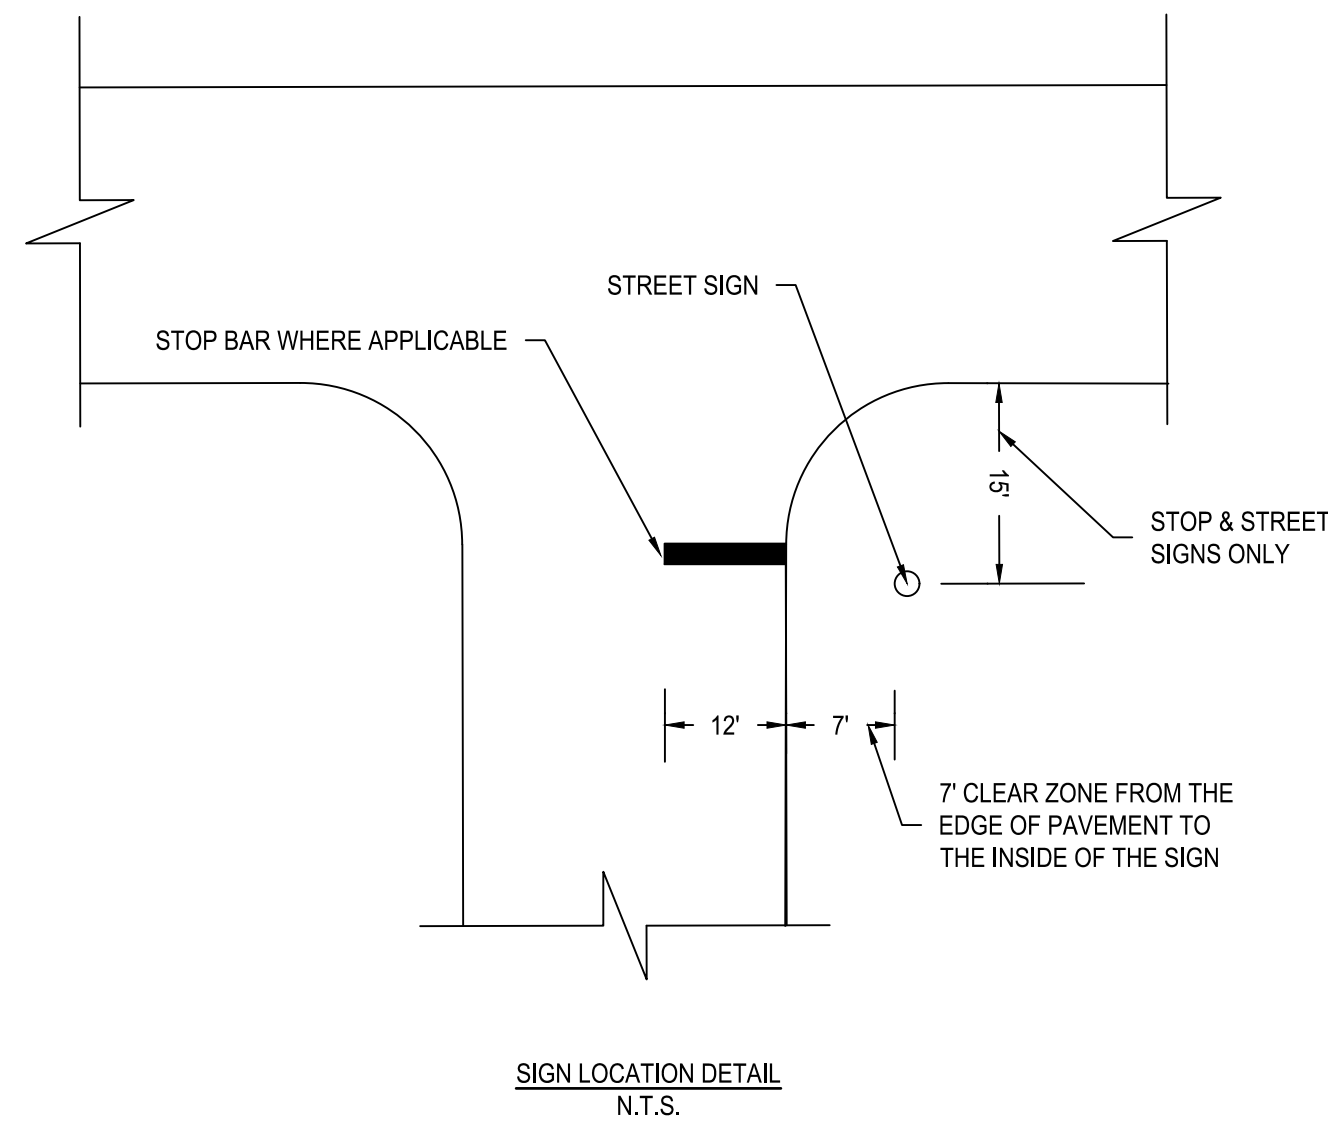 STREET SIGN
STOP BAR WHERE APPLICABLE
15'
STOP & STREET
SIGNS ONLY
12'
7'
7' CLEAR ZONE FROM THE
EDGE OF PAVEMENT TO
THE INSIDE OF THE SIGN
SIGN LOCATION DETAIL
N.T.S.